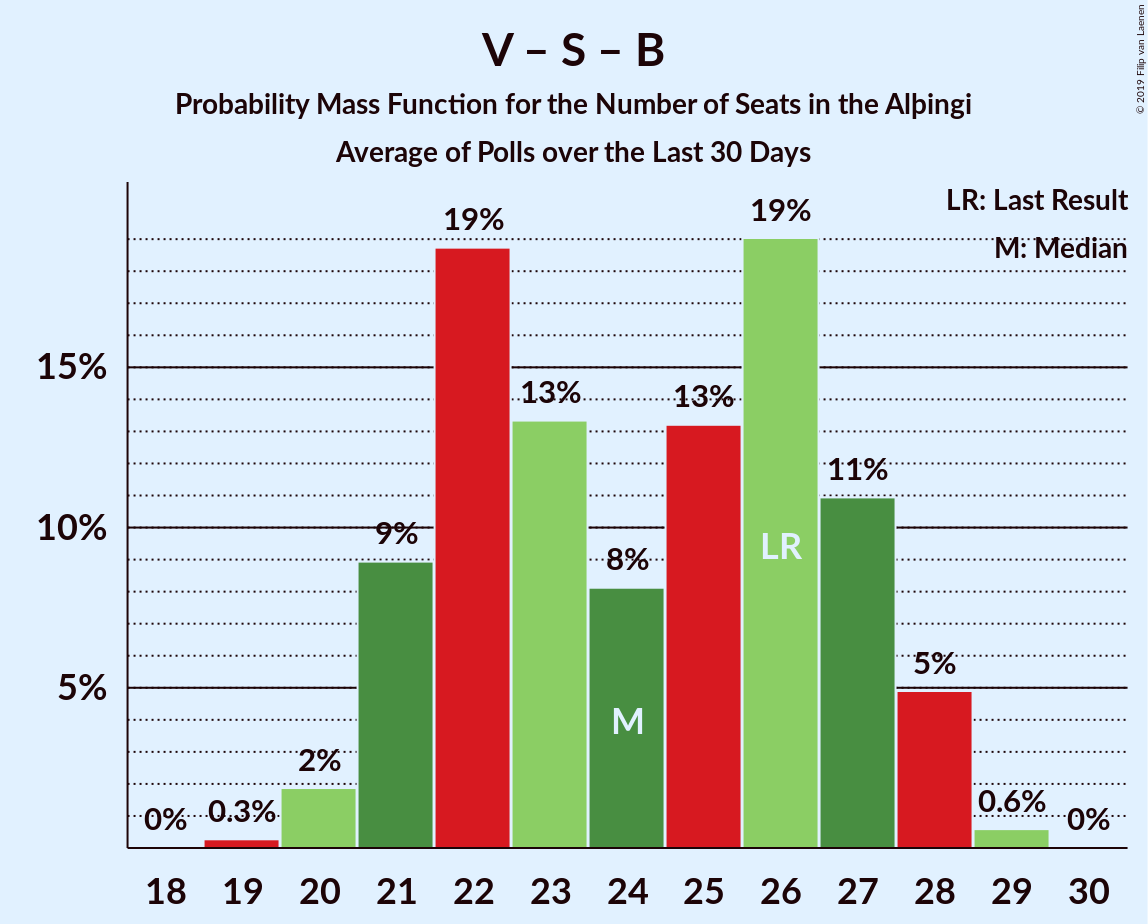 V – S – B
Probability Mass Function for the Number of Seats in the Alþingi
Average of Polls over the Last 30 Days
© 2019 Filip van Laenen
LR: Last Result
M: Median
15%
10%
5%
0%
0.3%
2%
9%
19%
13%
8%
13%
19%
11%
5%
0.6%
0%
M
LR
18 19 20 21 22 23 24 25 26 27 28 29 30